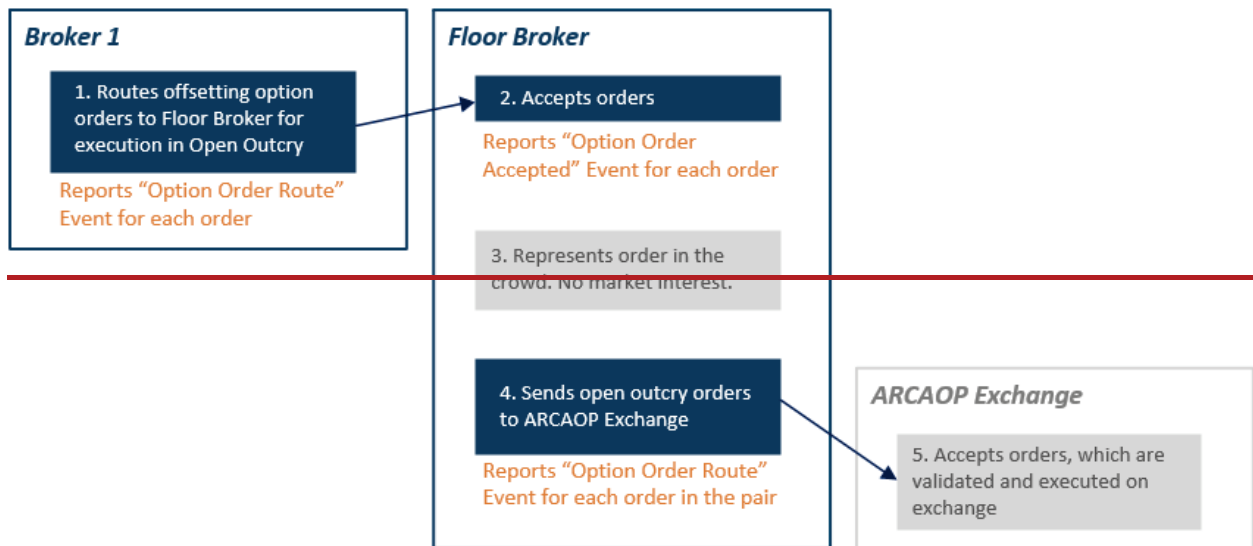 Broker 1
1. Routes offsetting option
orders to Floor Broker for
execution in Open Outcry
Reports “Option Order Route”
Event for each order
Floor Broker
2. Accepts orders
Reports “Option Order
Accepted” Event for each order
3. Represents order in the
crowd. No market interest.
4. Sends open outcry orders
to ARCAOP Exchange
Reports “Option Order Route”
Event for each order in the pair
ARCAOP Exchange
5. Accepts orders, which are
validated and executed on
exchange